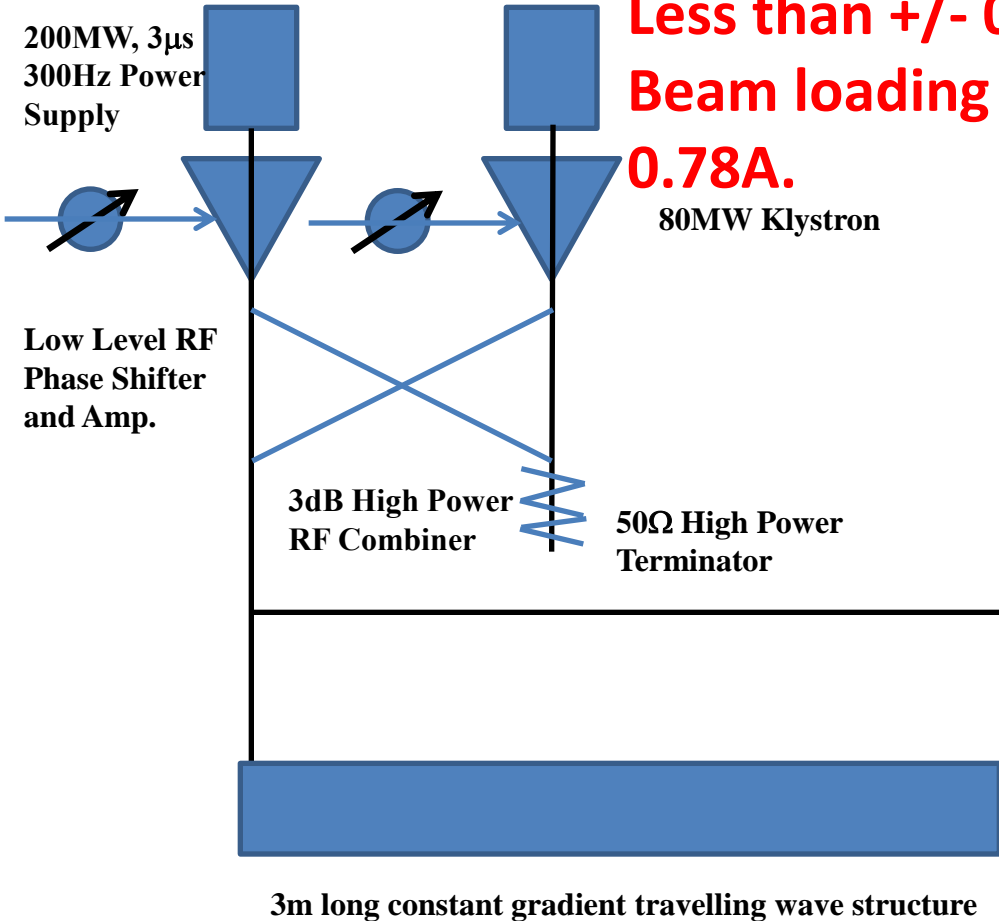 200MW, 3μs
300Hz Power
Supply
Less than +/- 0
Beam loading
0.78A.
80MW Klystron
Low Level RF
Phase Shifter
and Amp.
3dB High Power
RF Combiner
50Ω High Power
Terminator
3m long constant gradient travelling wave structure